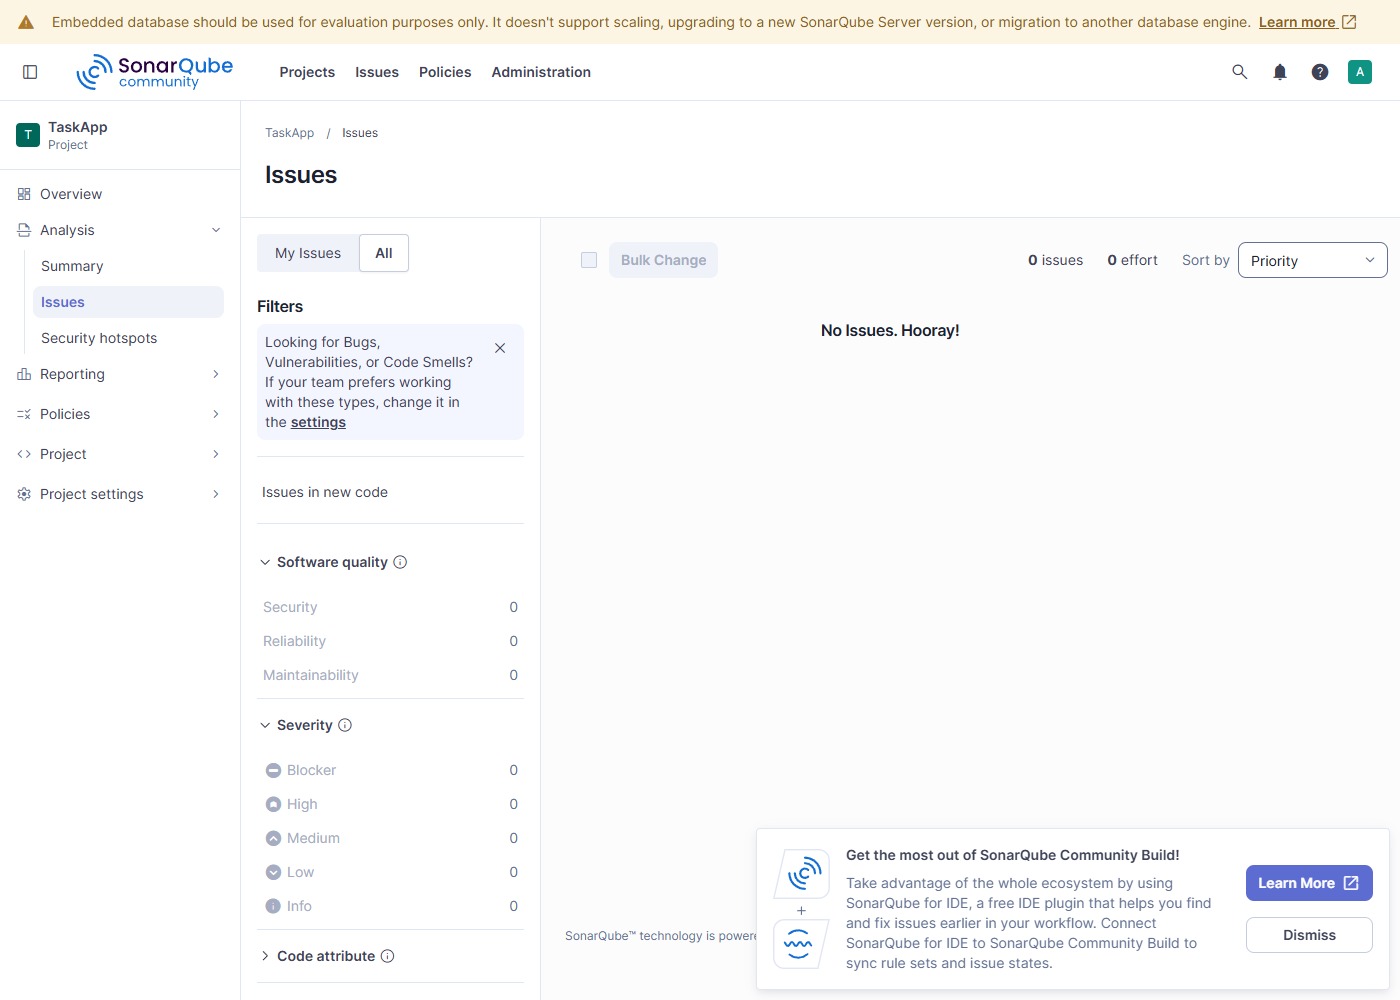 Embedded database should be used for evaluation purposes only. It doesn't support scaling, upgrading to a new SonarQube Server version, or migration to another database engine. Learn more
SonarQube community
Projects Issues Policies Administration
A
T TaskApp
Project
Overview
Analysis
Summary
Issues
Security hotspots
Reporting
Policies
Project
Project settings
TaskApp / Issues
Issues
My Issues All
Filters
Looking for Bugs,
Vulnerabilities, or Code Smells?
If your team prefers working
with these types, change it in
the settings
Issues in new code
Software quality
Security 0
Reliability 0
Maintainability 0
Severity
Blocker 0
High 0
Medium 0
Low 0
Info 0
Code attribute
Bulk Change
0 issues 0 effort Sort by Priority
No Issues. Hooray!
SonarQube™ technology is powere
Get the most out of SonarQube Community Build!
Take advantage of the whole ecosystem by using
SonarQube for IDE, a free IDE plugin that helps you find
and fix issues earlier in your workflow. Connect
SonarQube for IDE to SonarQube Community Build to
sync rule sets and issue states.
Learn More
Dismiss